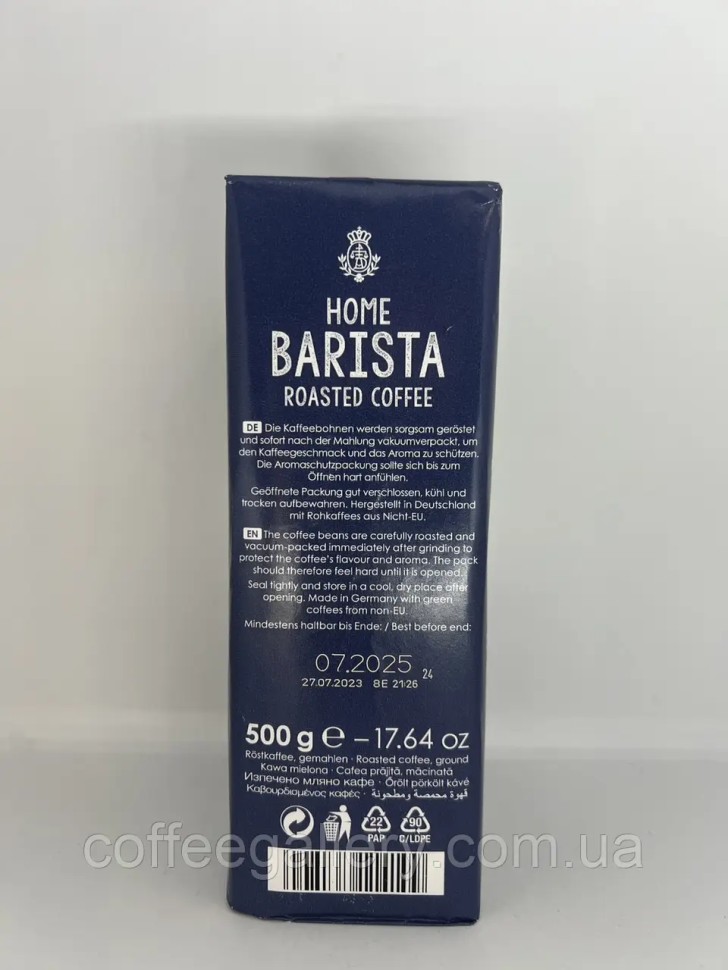 HOME
BARISTA
ROASTED COFFEE
DE Die Kaffeebohnen werden sorgsam geröstet
und sofort nach der Mahlung vakuumverpackt, um
den Kaffeegeschmack und das Aroma zu schützen.
Die Aromaschutzpackung sollte sich bis zum
Öffnen hart anfühlen.
Geöffnete Packung gut verschlossen, kühl und
trocken aufbewahren. Hergestellt in Deutschland
mit Rohkaffees aus Nicht-EU.
EN The coffee beans are carefully roasted and
vacuum-packed immediately after grinding to
protect the coffee's flavour and aroma. The pack
should therefore feel hard until it is opened.
Seal tightly and store in a cool, dry place after
opening. Made in Germany with green
coffees from non-EU.
Mindestens haltbar bis Ende: / Best before end:
07.2025
24
27.07.2023 8E 21:26
500 g e – 17.64 oz
Röstkaffee, gemahlen · Roasted coffee, ground
Kawa mielona · Cafea prăjită, măcinată
Изпечено мляно кафе · Őrölt pörkölt kávé
Καβουρδισμένος καφές · قهوة محمصة ومطحونة
22
PAP
90
C/LDPE
coffeegallery.com.ua